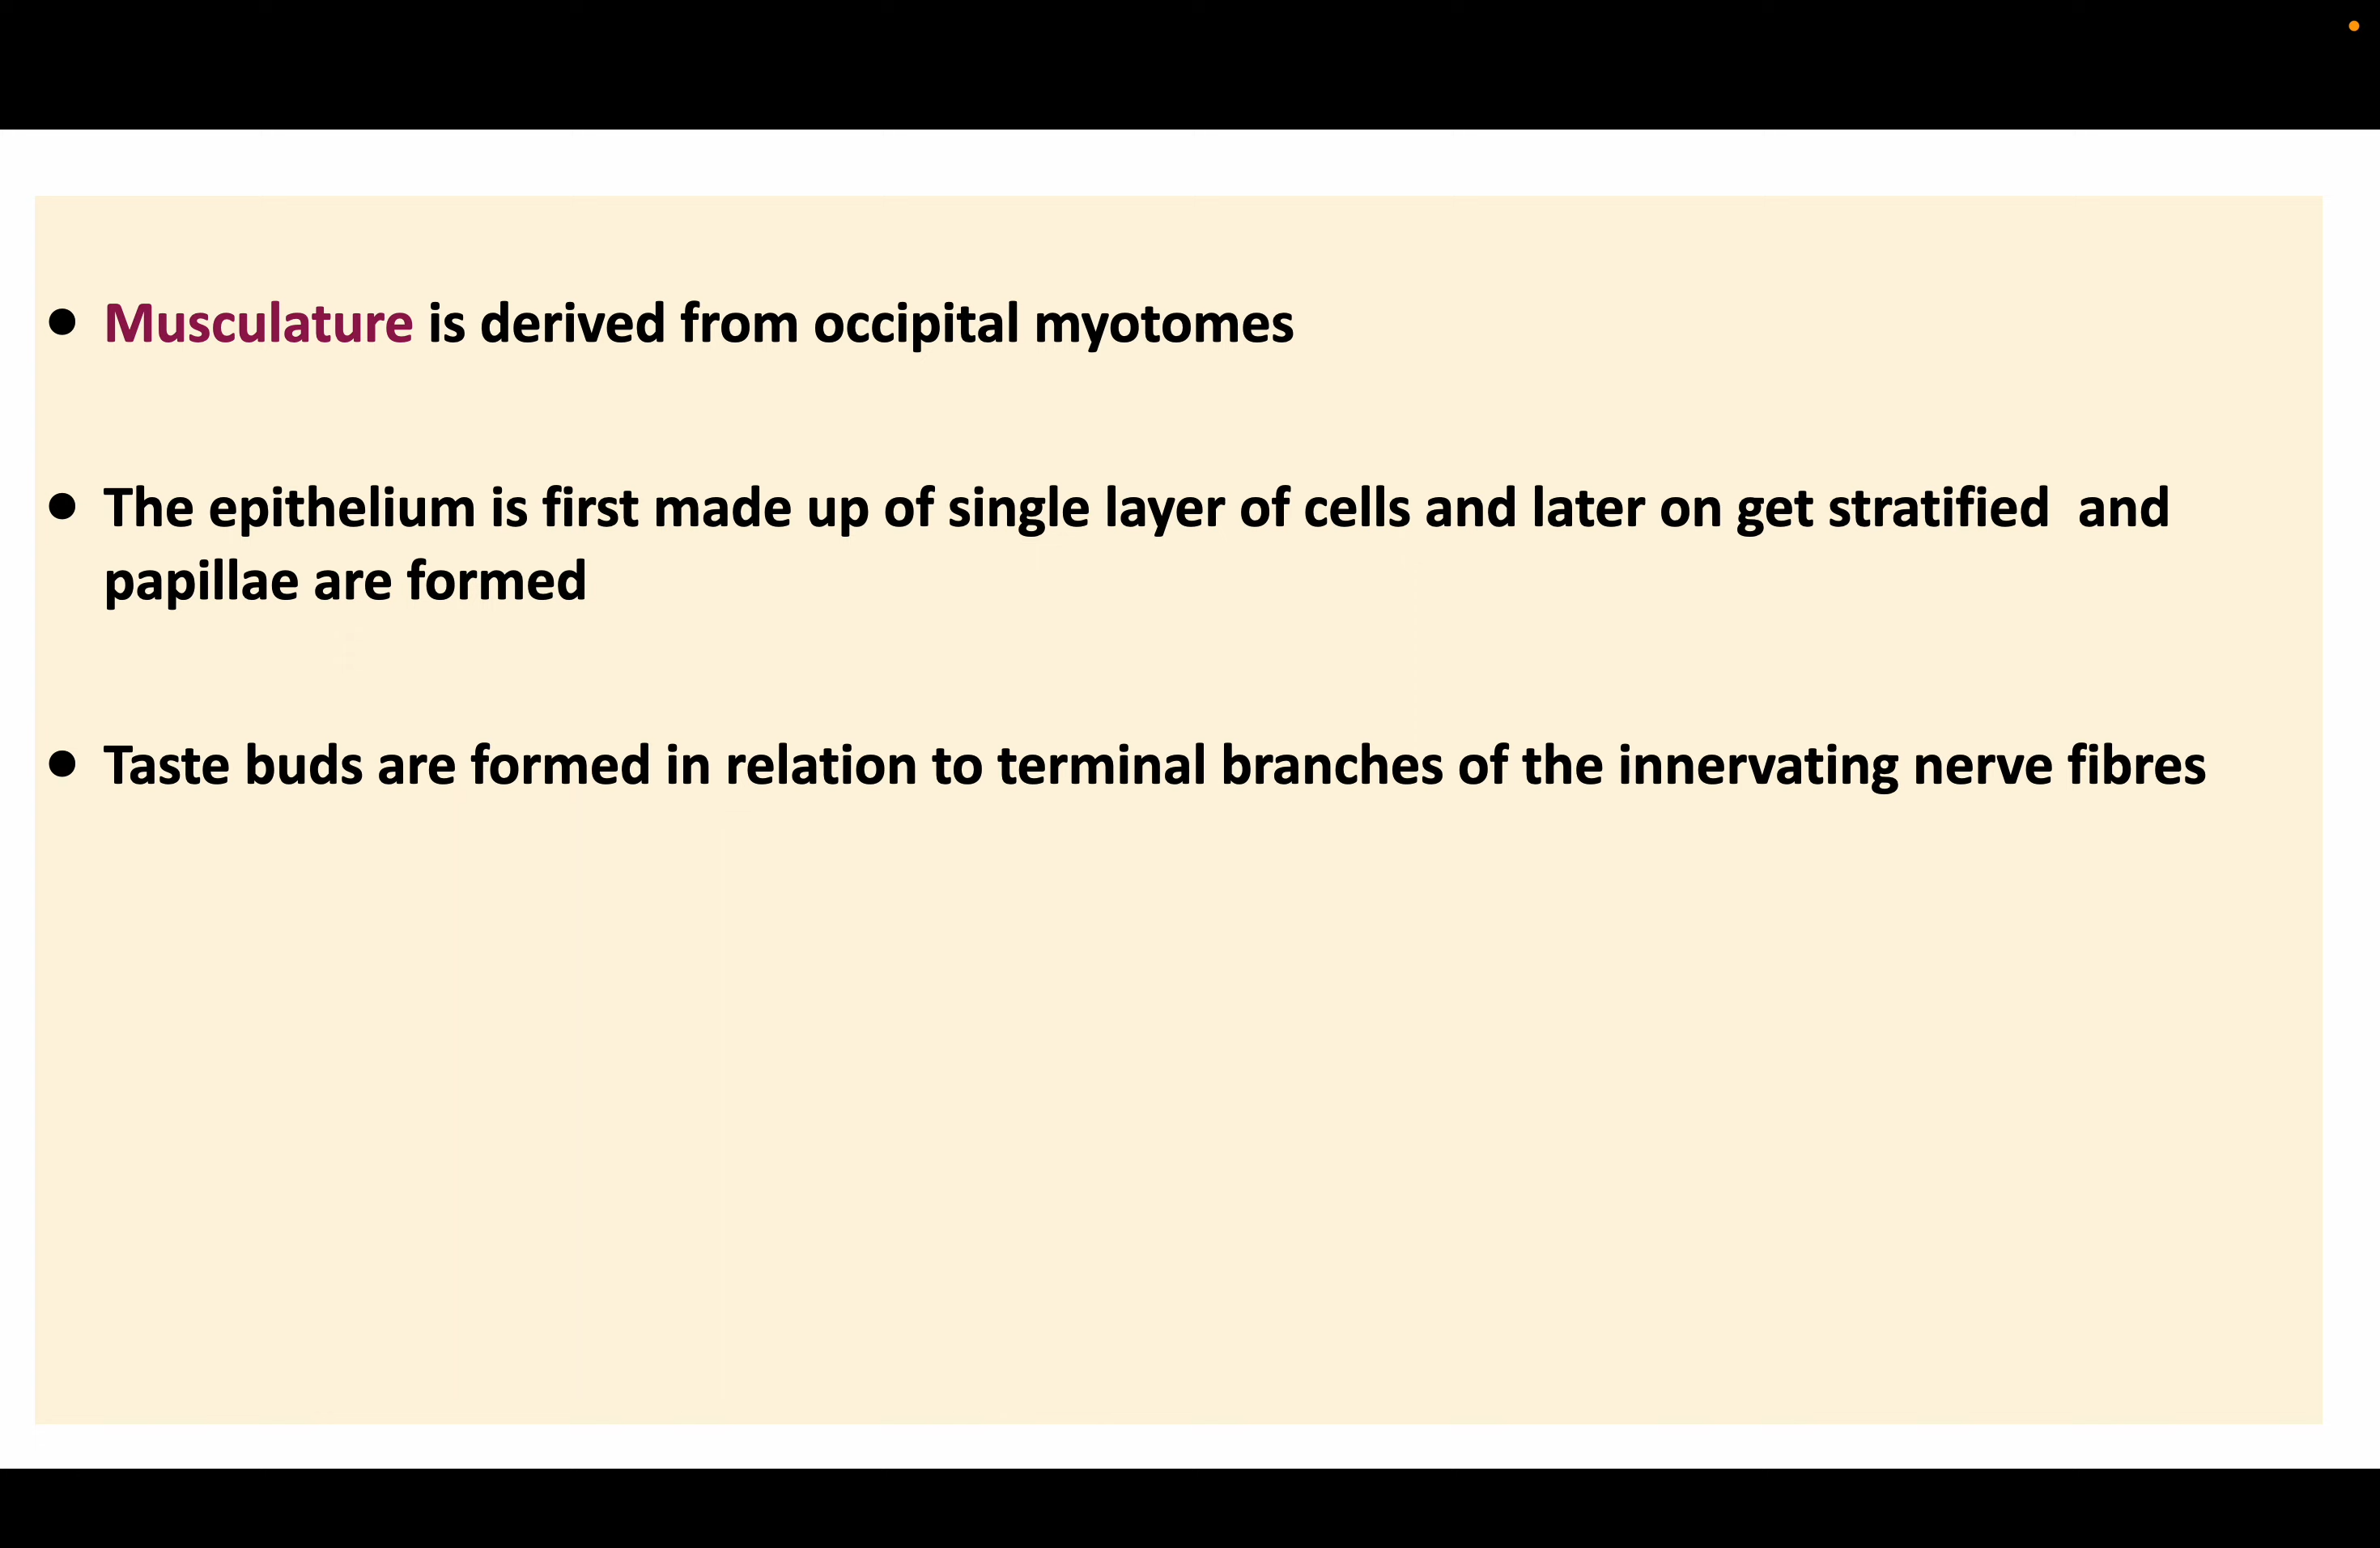 ● Musculature is derived from occipital myotomes
● The epithelium is first made up of single layer of cells and later on get stratified  and
papillae are formed
● Taste buds are formed in relation to terminal branches of the innervating nerve fibres